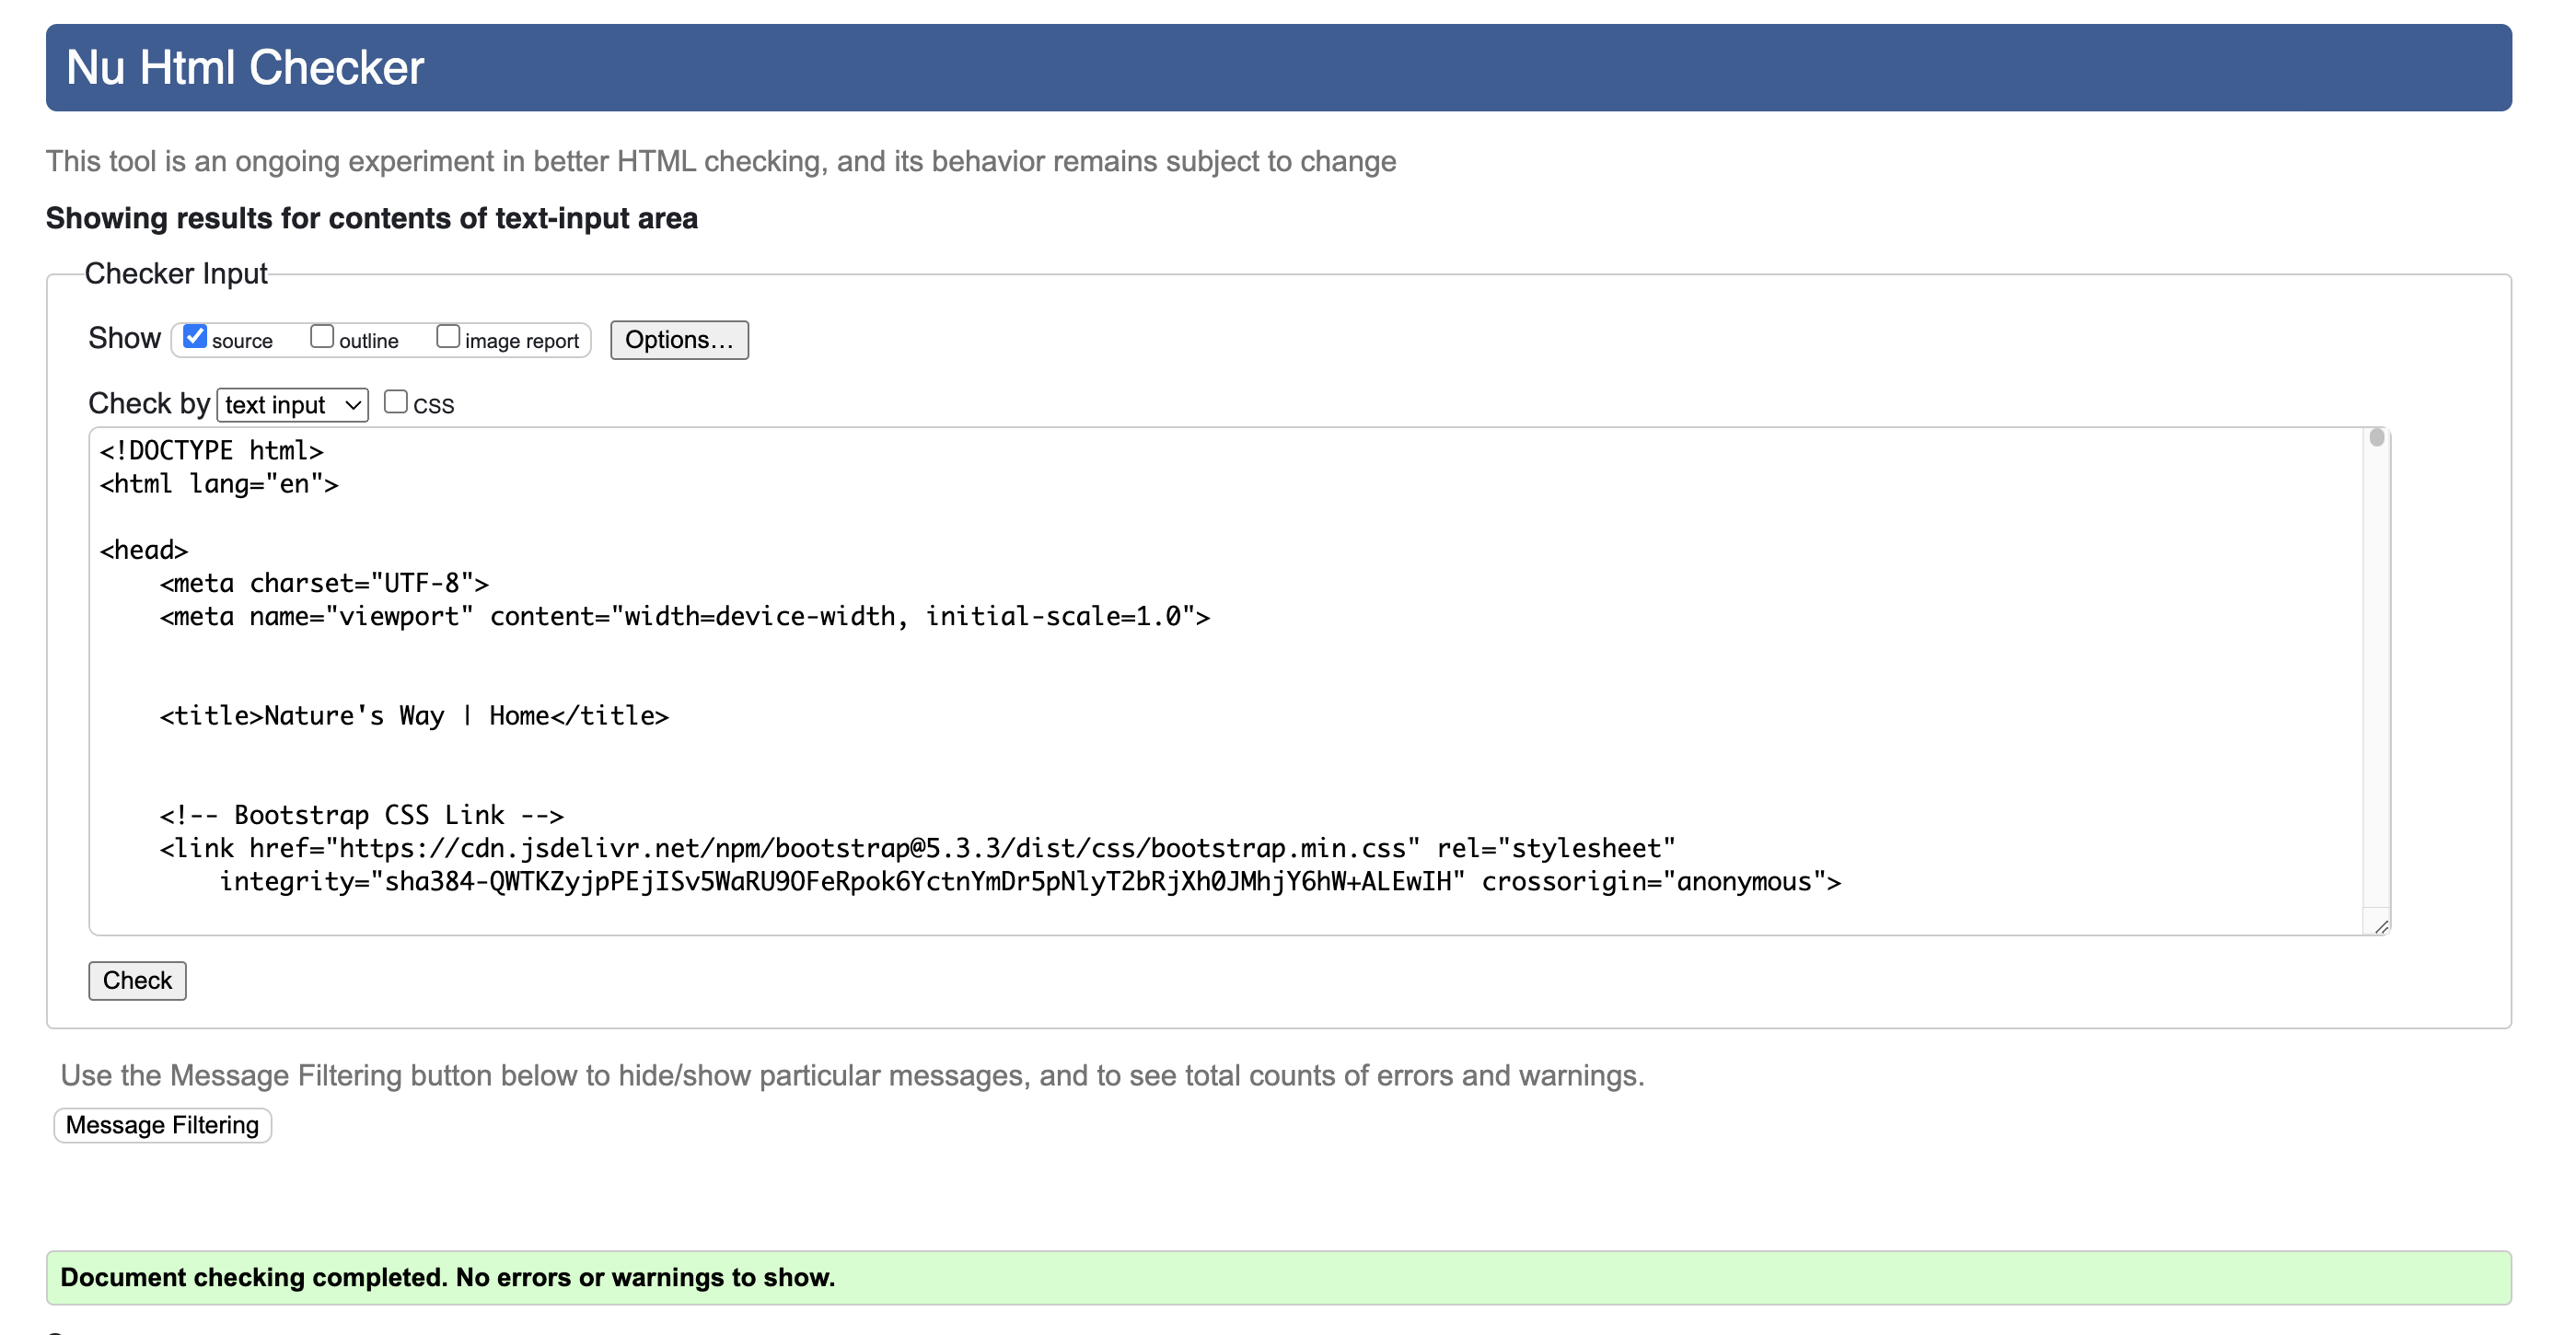 Nu Html Checker
This tool is an ongoing experiment in better HTML checking, and its behavior remains subject to change
Showing results for contents of text-input area
Checker Input
Show source outline image report Options...
Check by text input CSS
<!DOCTYPE html>
<html lang="en">
<head>
<meta charset="UTF-8">
<meta name="viewport" content="width=device-width, initial-scale=1.0">
<title>Nature's Way | Home</title>
<!-- Bootstrap CSS Link -->
<link href="https://cdn.jsdelivr.net/npm/bootstrap@5.3.3/dist/css/bootstrap.min.css" rel="stylesheet"
integrity="sha384-QWTKZyjpPEjISv5WaRU9OFeRpok6YctnYmDr5pNlyT2bRjXh0JMhjY6hW+ALEwIH" crossorigin="anonymous">
Check
Use the Message Filtering button below to hide/show particular messages, and to see total counts of errors and warnings.
Message Filtering
Document checking completed. No errors or warnings to show.